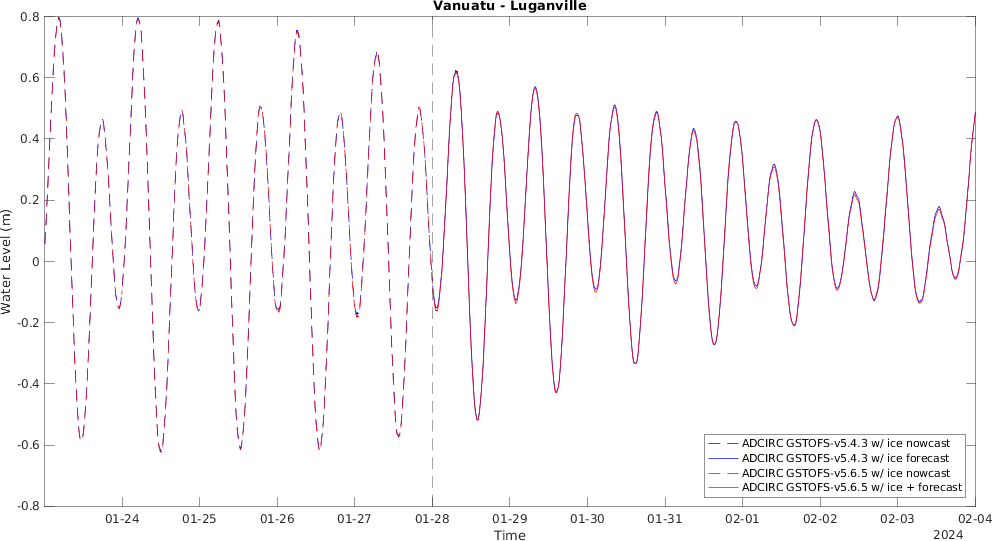 Vanuatu - Luganville
0.8
0.6
0.4
0.2
0
-0.2
-0.4
-0.6
-0.8
Water Level (m)
ADCIRC GSTOFS-v5.4.3 w/ ice nowcast
ADCIRC GSTOFS-v5.4.3 w/ ice forecast
ADCIRC GSTOFS-v5.6.5 w/ ice nowcast
ADCIRC GSTOFS-v5.6.5 w/ ice + forecast
01-24 01-25 01-26 01-27 01-28 01-29 01-30 01-31 02-01 02-02 02-03 02-04
Time
2024